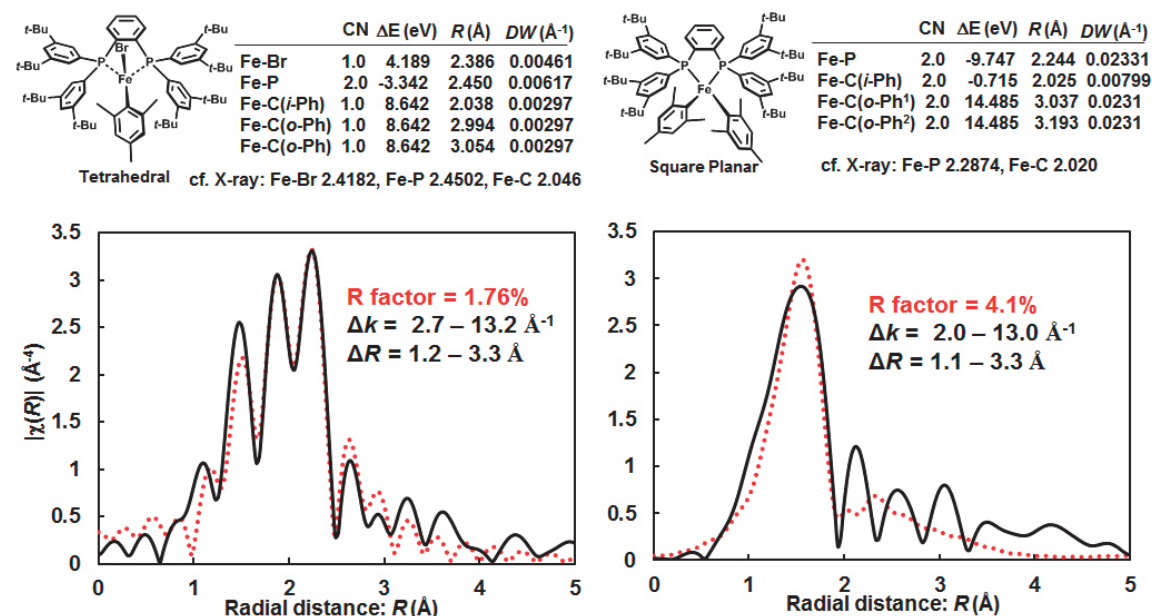 t-Bu
t-Bu
t-Bu
t-Bu
Br
P
P
Fe
t-Bu
t-Bu
t-Bu
t-Bu
Tetrahedral
CN ΔE (eV) R (Å) DW (Å-1)
Fe-Br 1.0 4.189 2.386 0.00461
Fe-P 2.0 -3.342 2.450 0.00617
Fe-C(i-Ph) 1.0 8.642 2.038 0.00297
Fe-C(o-Ph) 1.0 8.642 2.994 0.00297
Fe-C(o-Ph) 1.0 8.642 3.054 0.00297
cf. X-ray: Fe-Br 2.4182, Fe-P 2.4502, Fe-C 2.046
t-Bu
t-Bu
t-Bu
t-Bu
P
P
Fe
t-Bu
t-Bu
t-Bu
t-Bu
Square Planar
CN ΔE (eV) R (Å) DW (Å-1)
Fe-P 2.0 -9.747 2.244 0.02331
Fe-C(i-Ph) 2.0 -0.715 2.025 0.00799
Fe-C(o-Ph1) 2.0 14.485 3.037 0.0231
Fe-C(o-Ph2) 2.0 14.485 3.193 0.0231
cf. X-ray: Fe-P 2.2874, Fe-C 2.020
|χ(R)| (Å-4)
3.5
3
2.5
2
1.5
1
0.5
0
R factor = 1.76%
Δk = 2.7 – 13.2 Å-1
ΔR = 1.2 – 3.3 Å
0 1 2 3 4 5
Radial distance: R (Å)
3.5
3
2.5
2
1.5
1
0.5
0
R factor = 4.1%
Δk = 2.0 – 13.0 Å-1
ΔR = 1.1 – 3.3 Å
0 1 2 3 4 5
Radial distance: R (Å)